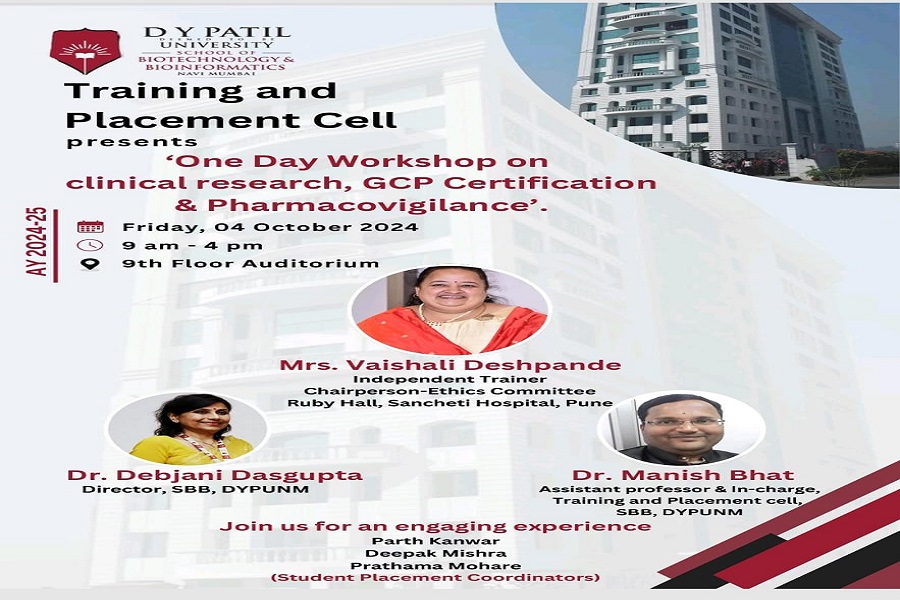 D Y PATIL
DEEMED TO BE
UNIVERSITY
SCHOOL OF
BIOTECHNOLOGY &
BIOINFORMATICS
NAVI MUMBAI
Training and
Placement Cell
presents
‘One Day Workshop on
clinical research, GCP Certification
& Pharmacovigilance’.
AY 2024-25
Friday, 04 October 2024
9 am - 4 pm
9th Floor Auditorium
Mrs. Vaishali Deshpande
Independent Trainer
Chairperson-Ethics Committee
Ruby Hall, Sancheti Hospital, Pune
Dr. Debjani Dasgupta
Director, SBB, DYPUNM
Dr. Manish Bhat
Assistant professor & In-charge,
Training and Placement cell,
SBB, DYPUNM
Join us for an engaging experience
Parth Kanwar
Deepak Mishra
Prathama Mohare
(Student Placement Coordinators)